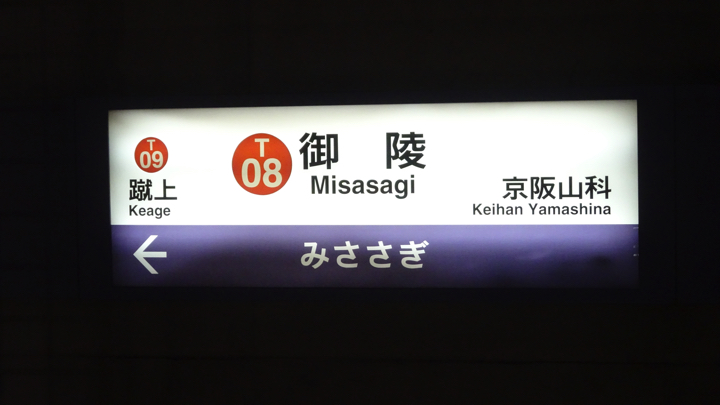 T
09
蹴上
Keage
T
08
御 陵
Misasagi
京阪山科
Keihan Yamashina
←
みささぎ